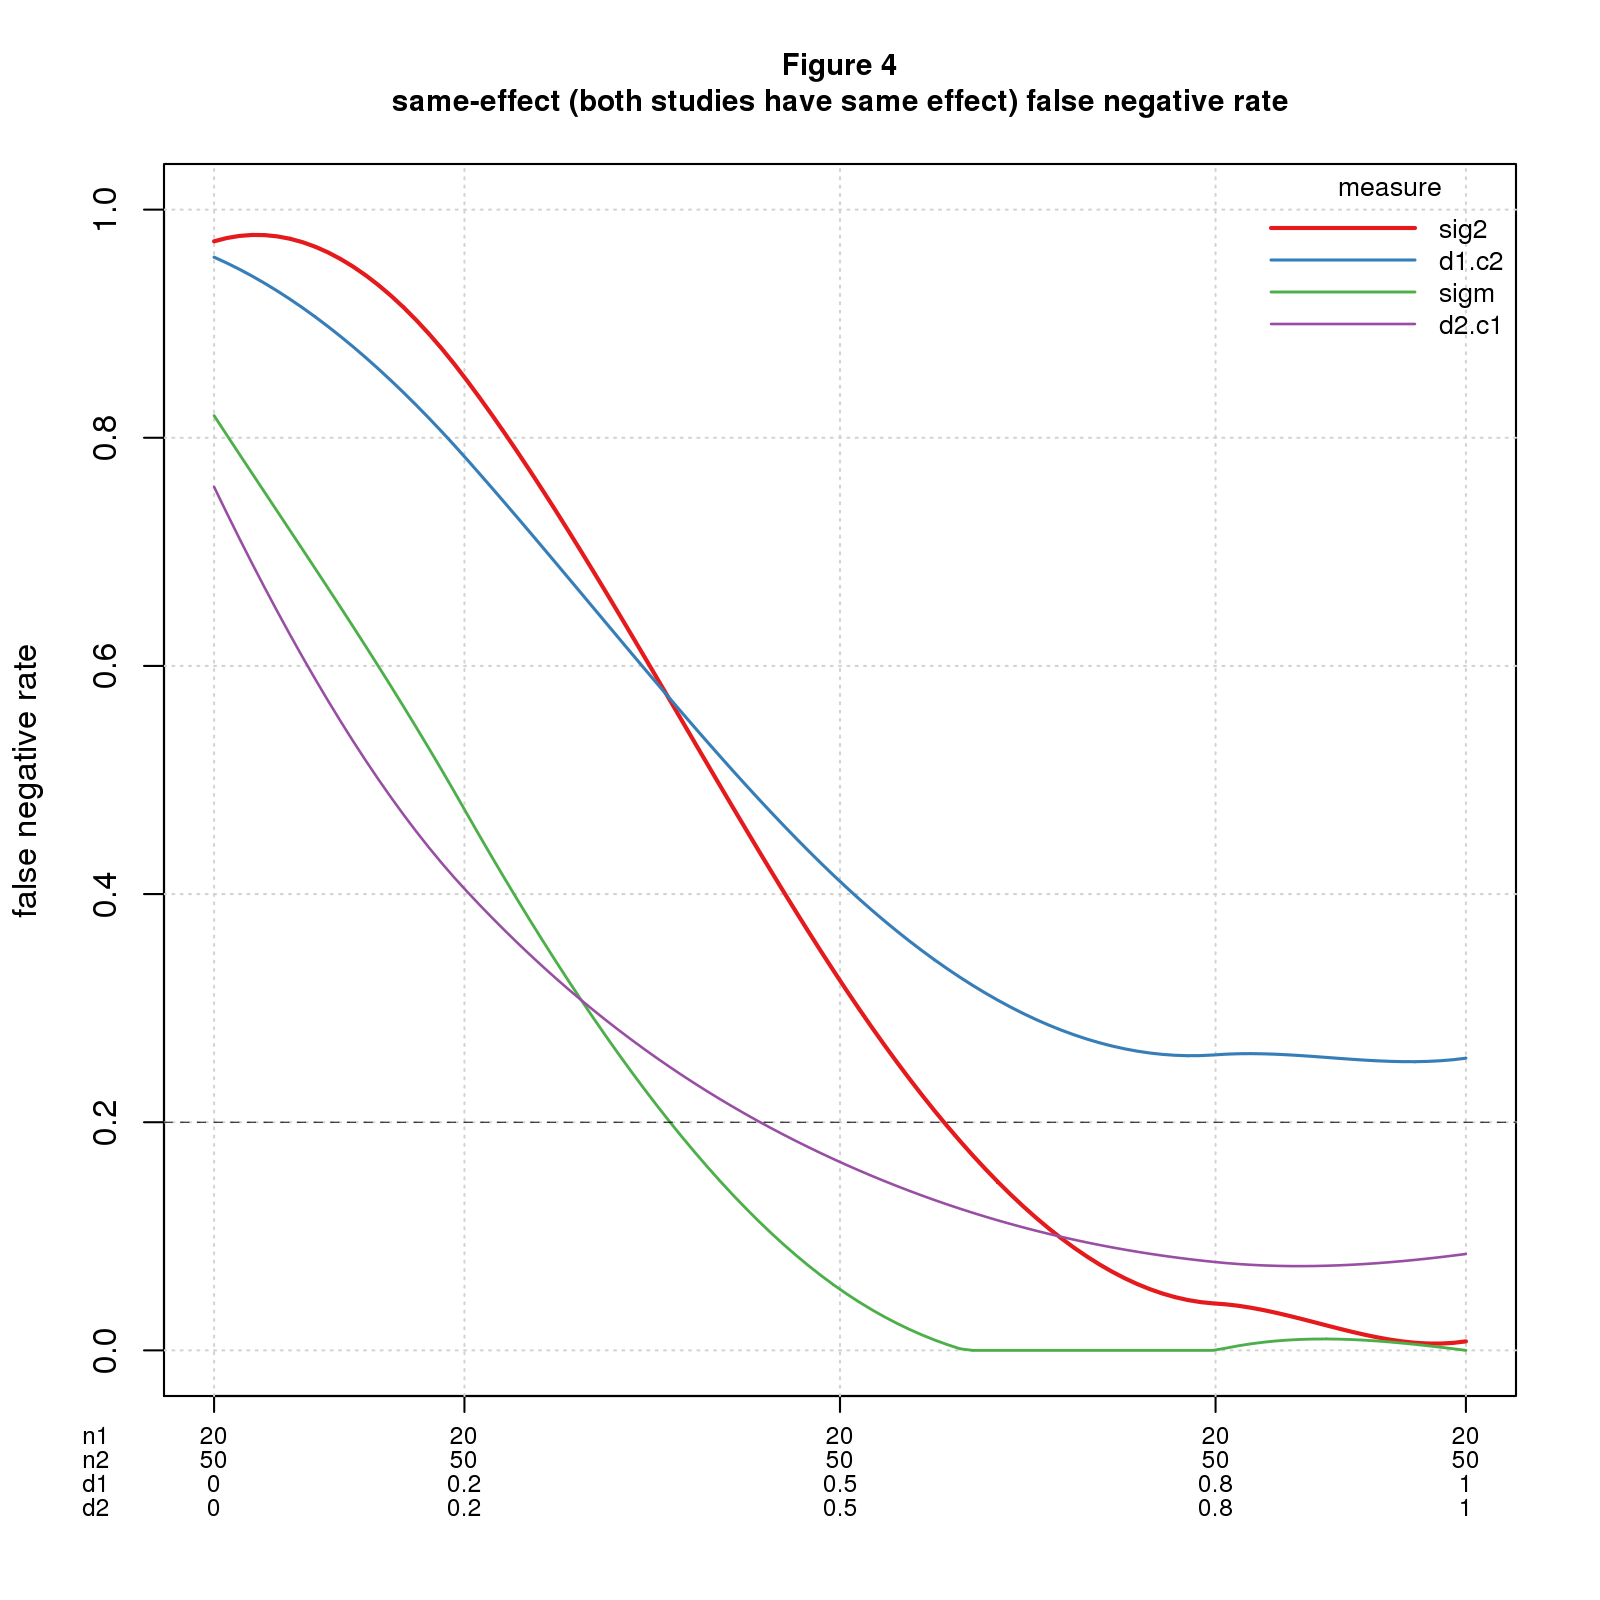 Figure 4
same-effect (both studies have same effect) false negative rate
measure
sig2
d1.c2
sigm
d2.c1
false negative rate
1.0
0.8
0.6
0.4
0.2
0.0
n1 20 20 20 20 20
n2 50 50 50 50 50
d1 0 0.2 0.5 0.8 1
d2 0 0.2 0.5 0.8 1